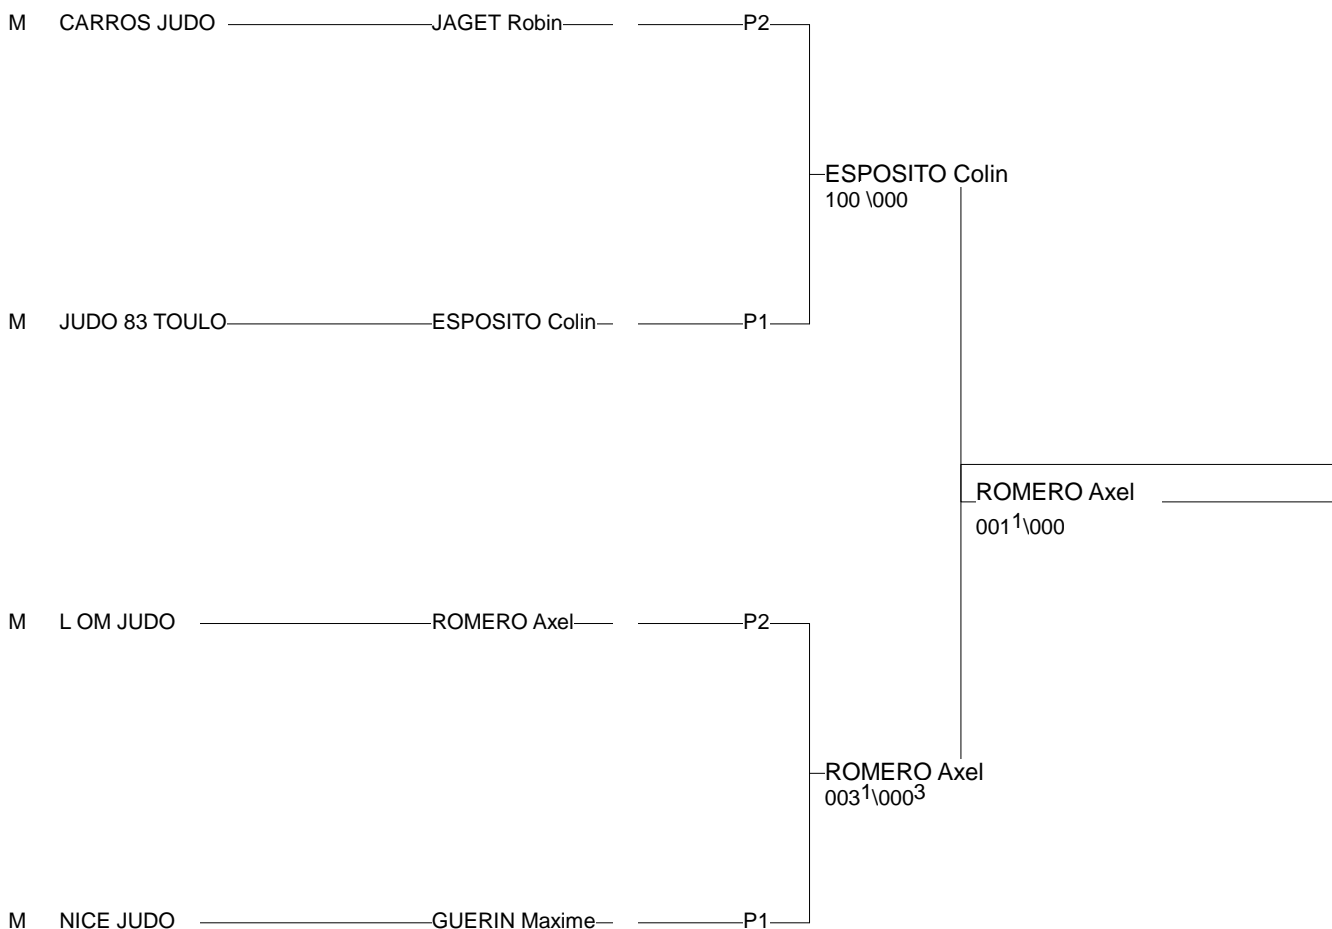 M CARROS JUDO JAGET Robin P2
ESPOSITO Colin
100 \000
M JUDO 83 TOULO ESPOSITO Colin P1
ROMERO Axel
001¹\000
M L OM JUDO ROMERO Axel P2
ROMERO Axel
003¹\000³
M NICE JUDO GUERIN Maxime P1